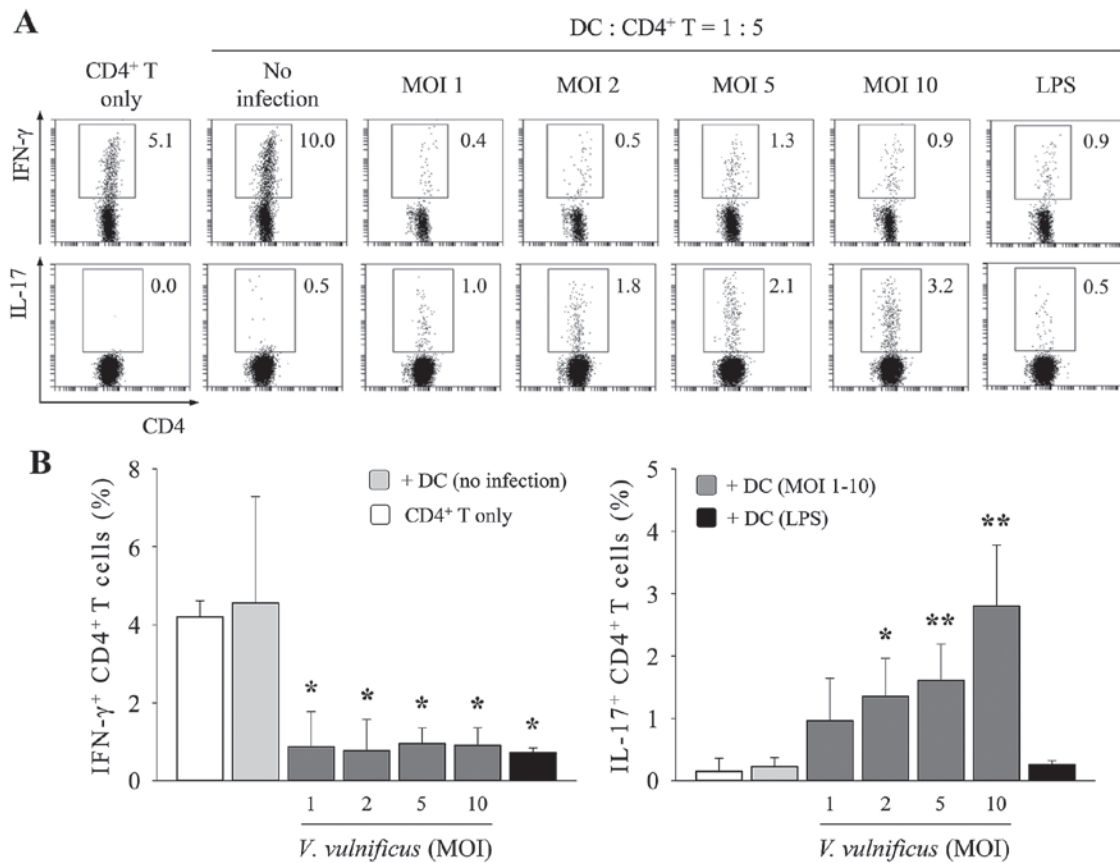 A
DC : CD4⁺ T = 1 : 5
CD4⁺ T
only
No
infection
MOI 1
MOI 2
MOI 5
MOI 10
LPS
IFN-γ
5.1
10.0
0.4
0.5
1.3
0.9
0.9
IL-17
0.0
0.5
1.0
1.8
2.1
3.2
0.5
CD4
B
IFN-γ⁺ CD4⁺ T cells (%)
8
6
4
2
0
+ DC (no infection)
CD4⁺ T only
* * * * *
1 2 5 10
V. vulnificus (MOI)
IL-17⁺ CD4⁺ T cells (%)
5
4
3
2
1
0
+ DC (MOI 1-10)
+ DC (LPS)
* ** **
1 2 5 10
V. vulnificus (MOI)